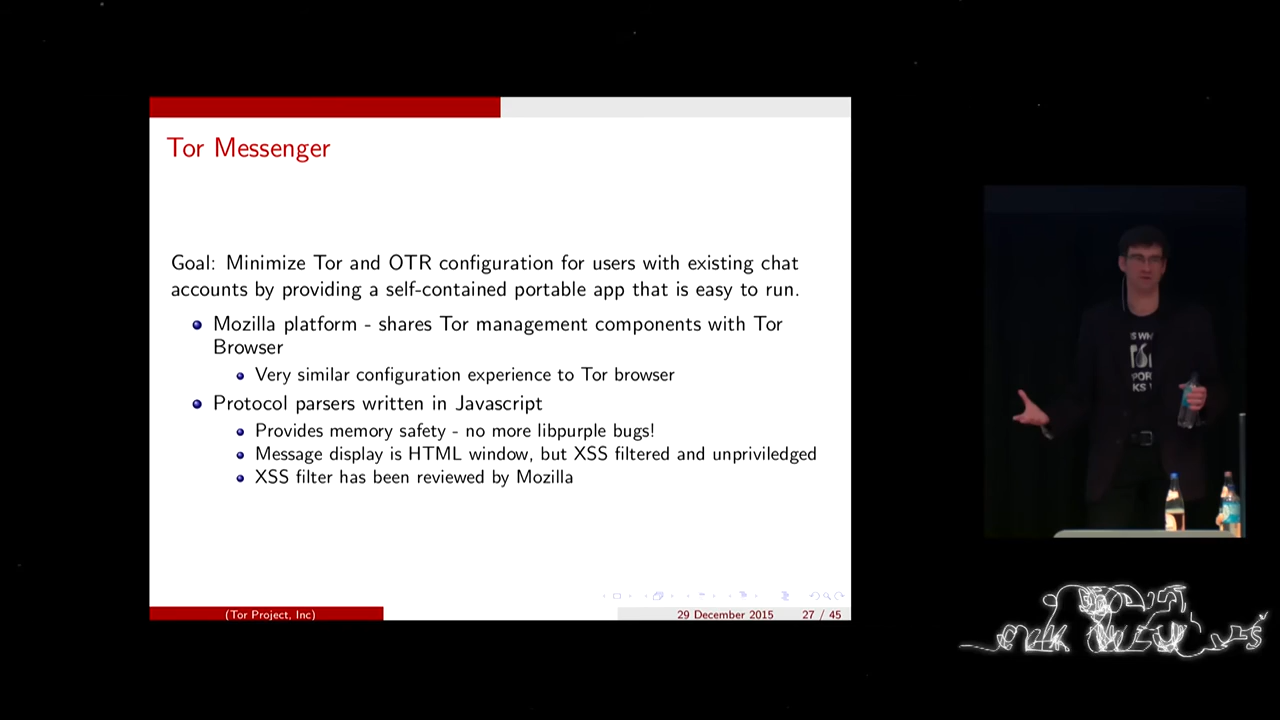 Tor Messenger
Goal: Minimize Tor and OTR configuration for users with existing chat
accounts by providing a self-contained portable app that is easy to run.
Mozilla platform - shares Tor management components with Tor
Browser
Very similar configuration experience to Tor browser
Protocol parsers written in Javascript
Provides memory safety - no more libpurple bugs!
Message display is HTML window, but XSS filtered and unpriviledged
XSS filter has been reviewed by Mozilla
(Tor Project, Inc)
29 December 2015
27 / 45